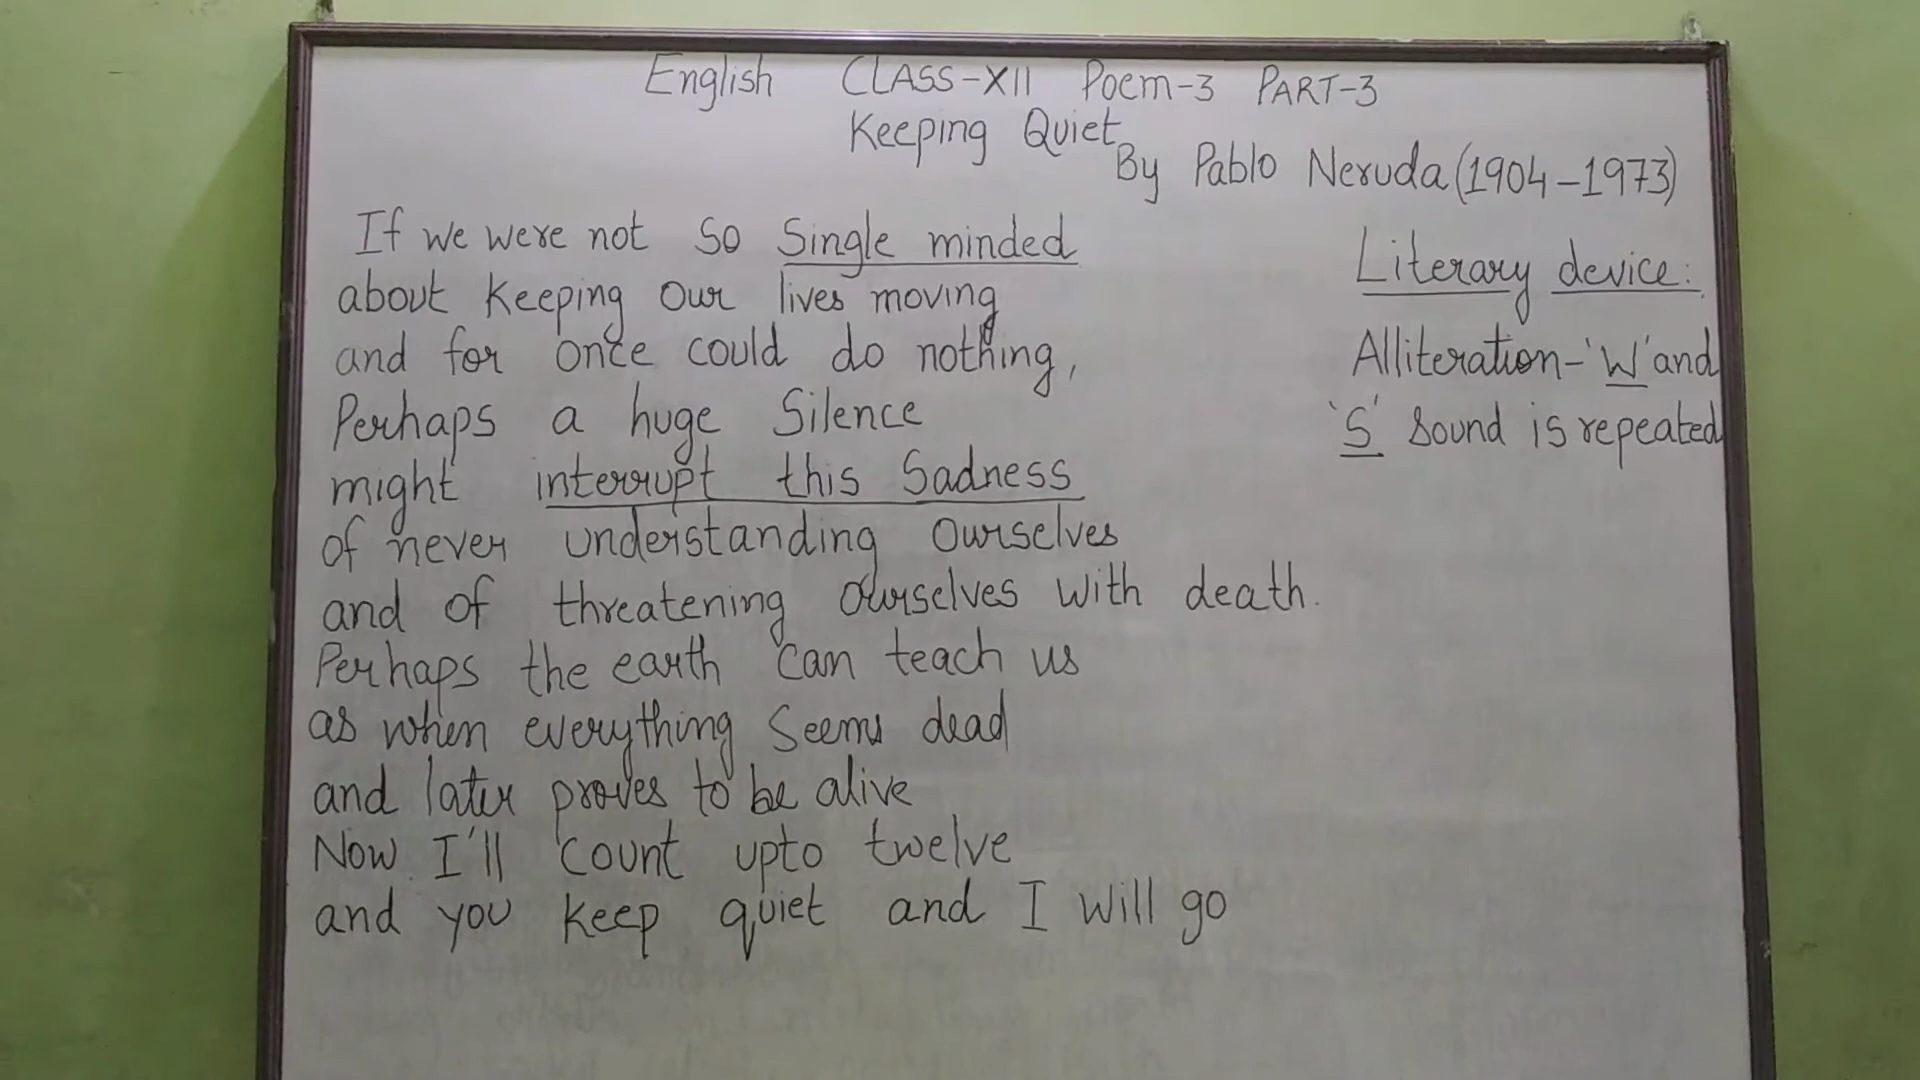 English CLASS-XII Poem-3 PART-3
Keeping Quiet
By Pablo Neruda (1904-1973)
If we were not so Single minded
about keeping our lives moving
and for once could do nothing,
Perhaps a huge Silence
might interrupt this Sadness
of never understanding ourselves
and of threatening ourselves with death.
Perhaps the earth can teach us
as when everything Seems dead
and later proves to be alive
Now I'll count upto twelve
and you keep quiet and I will go
Literary device:
Alliteration-'W' and
'S' Sound is repeated